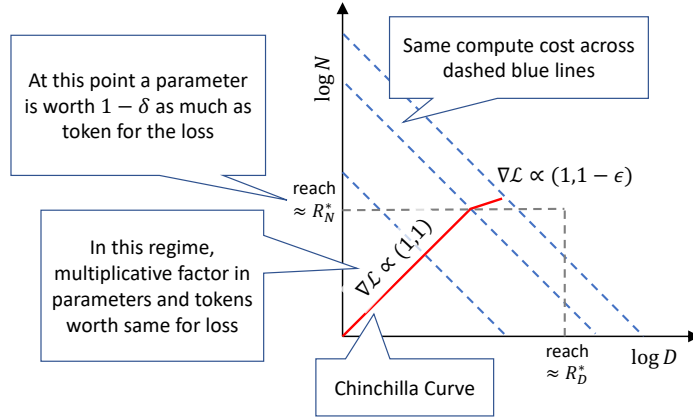 At this point a parameter
is worth 1 − δ as much as
token for the loss
log N
Same compute cost across
dashed blue lines
∇ℒ ∝ (1,1 − ϵ)
reach
≈ R*_N
In this regime,
multiplicative factor in
parameters and tokens
worth same for loss
∇ℒ ∝ (1,1)
Chinchilla Curve
reach
≈ R*_D
log D